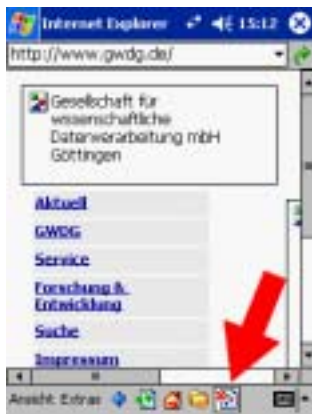 Internet Explorer 15:12
http://www.gwdg.de/
Gesellschaft für
wissenschaftliche
Datenverarbeitung mbH
Göttingen
Aktuell
GWDG
Service
Forschung &
Entwicklung
Suche
Impressum
Ansicht Extras